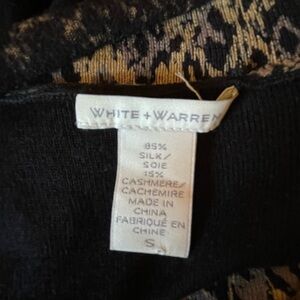 WHITE + WARREN
85%
SILK/
SOIE
15%
CASHMERE/
CACHEMIRE
MADE IN
CHINA
FABRIQUÉ EN
CHINE
S